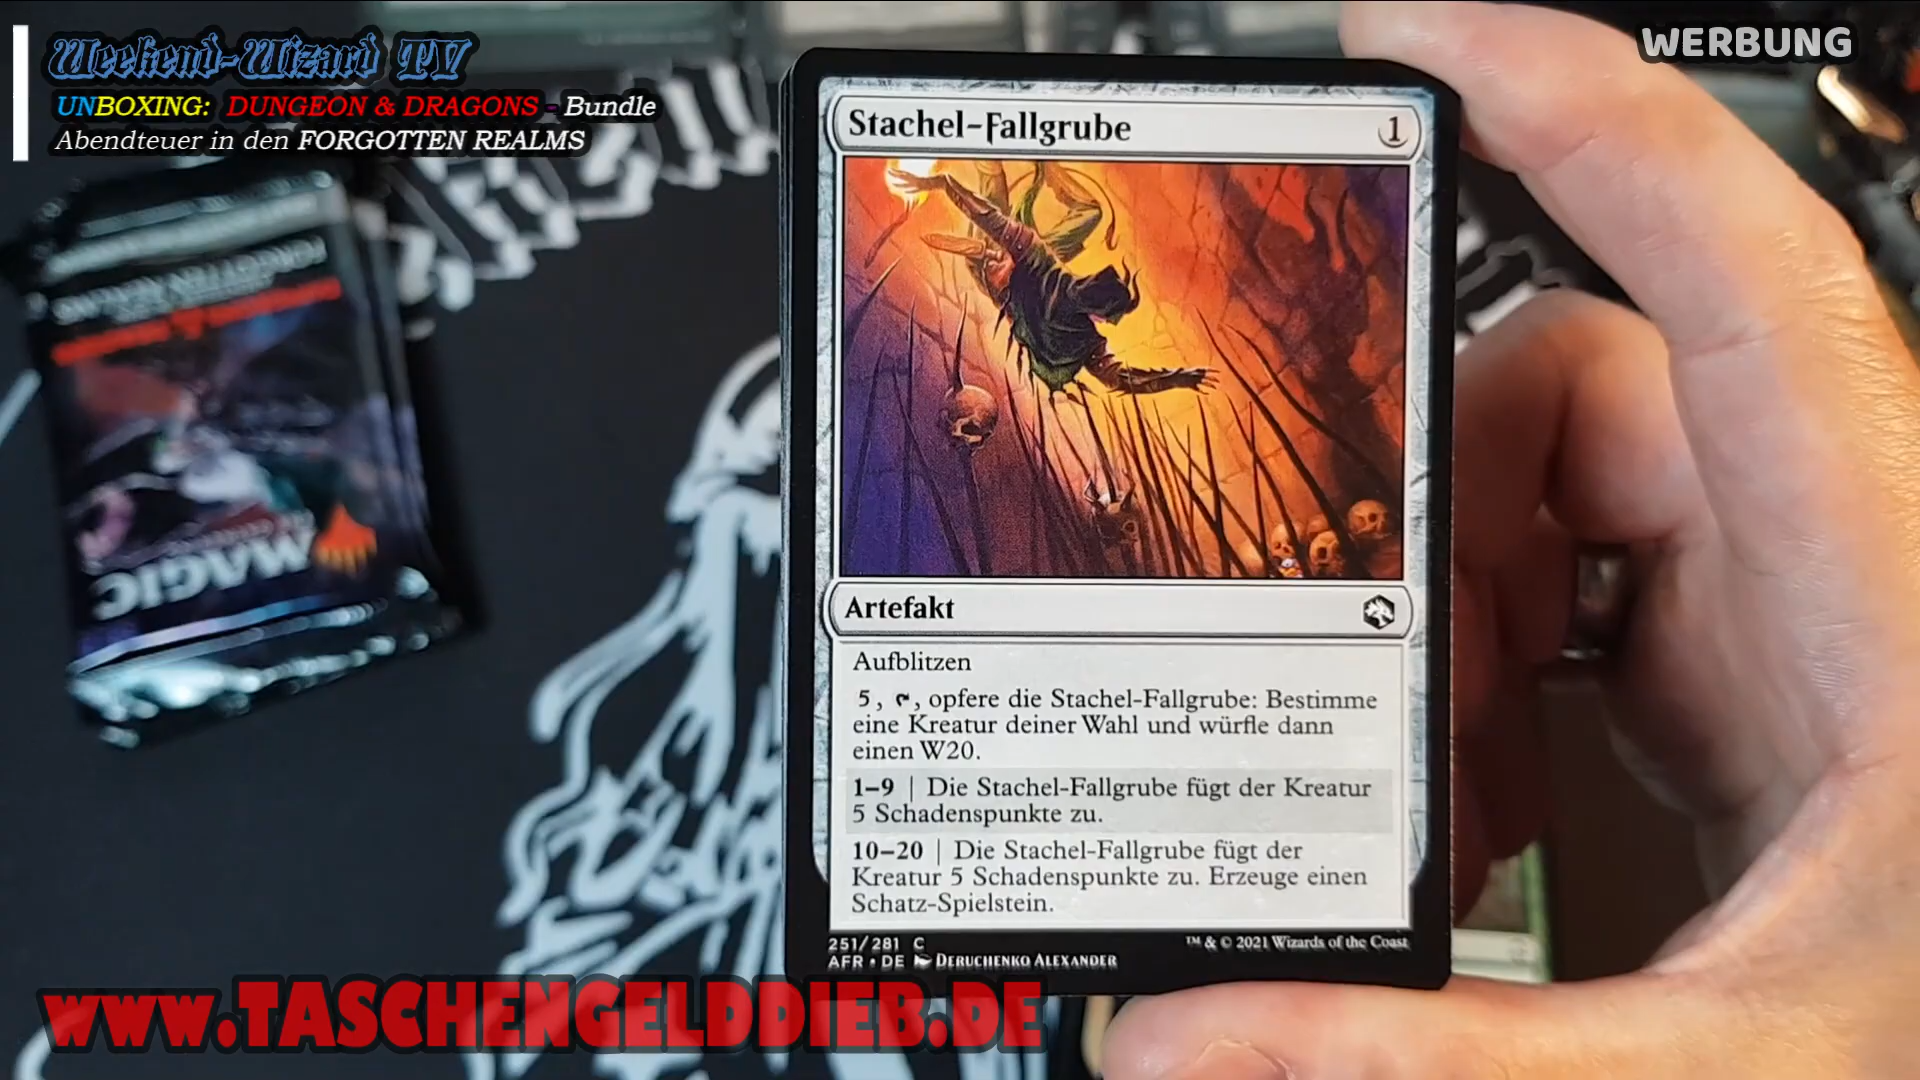 Weekend-Wizard TV
UNBOXING: DUNGEON & DRAGONS - Bundle
Abendteuer in den FORGOTTEN REALMS
WERBUNG
FORGOTTEN REALMS
MAGIC
Stachel-Fallgrube 1
Artefakt
Aufblitzen
5, , opfere die Stachel-Fallgrube: Bestimme
eine Kreatur deiner Wahl und würfle dann
einen W20.
1–9 | Die Stachel-Fallgrube fügt der Kreatur
5 Schadenspunkte zu.
10–20 | Die Stachel-Fallgrube fügt der
Kreatur 5 Schadenspunkte zu. Erzeuge einen
Schatz-Spielstein.
251/281 C
AFR • DE Deruchenko Alexander
™ & © 2021 Wizards of the Coast
www.TASCHENGELDDIEB.DE